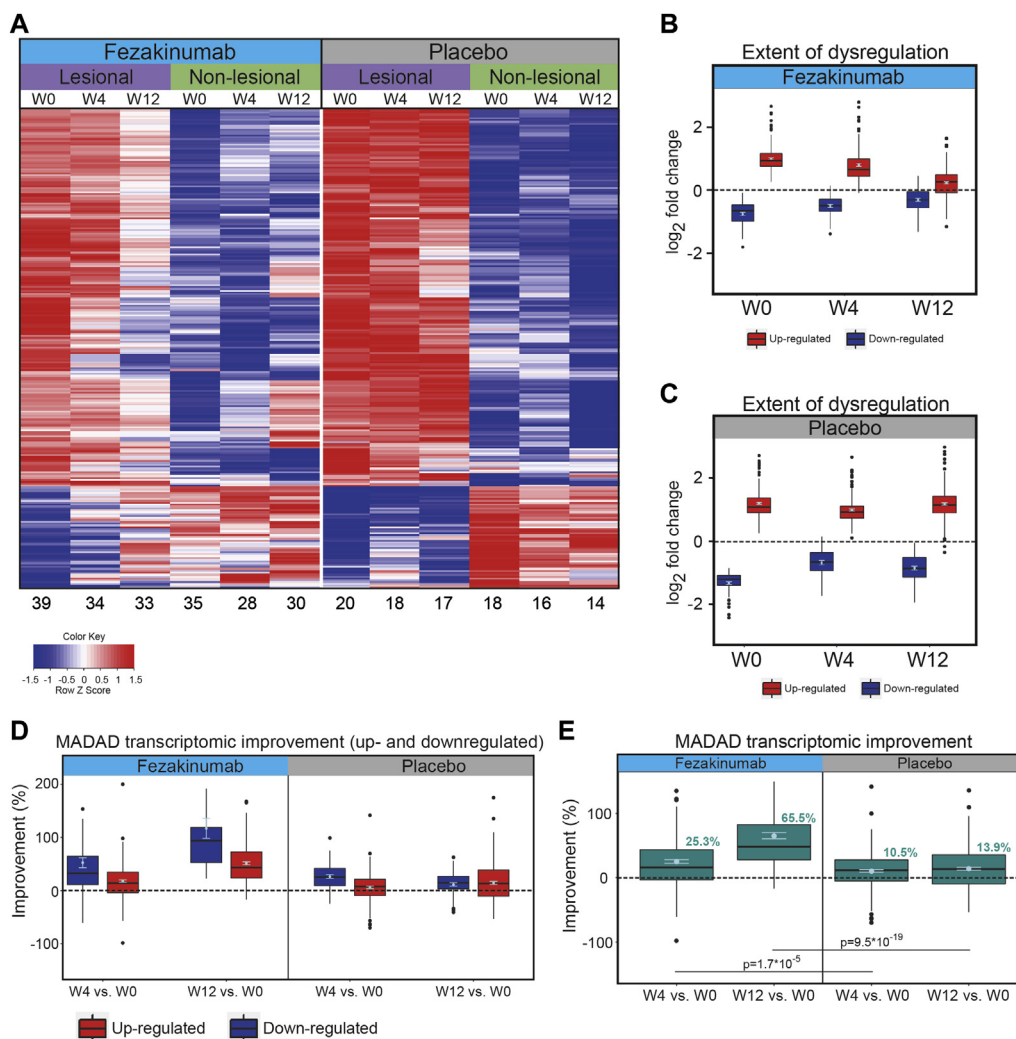 A
Fezakinumab Placebo
Lesional Non-lesional Lesional Non-lesional
W0 W4 W12 W0 W4 W12 W0 W4 W12 W0 W4 W12
39 34 33 35 28 30 20 18 17 18 16 14
Color Key
-1.5 -1 -0.5 0 0.5 1 1.5
Row Z Score
B
Extent of dysregulation
Fezakinumab
log2 fold change
2
0
-2
W0 W4 W12
Up-regulated Down-regulated
C
Extent of dysregulation
Placebo
log2 fold change
2
0
-2
W0 W4 W12
Up-regulated Down-regulated
D
MADAD transcriptomic improvement (up- and downregulated)
Fezakinumab Placebo
Improvement (%)
200
100
0
-100
W4 vs. W0 W12 vs. W0 W4 vs. W0 W12 vs. W0
Up-regulated Down-regulated
E
MADAD transcriptomic improvement
Fezakinumab Placebo
Improvement (%)
100
0
-100
25.3% 65.5% 10.5% 13.9%
p=9.5*10-19
p=1.7*10-5
W4 vs. W0 W12 vs. W0 W4 vs. W0 W12 vs. W0